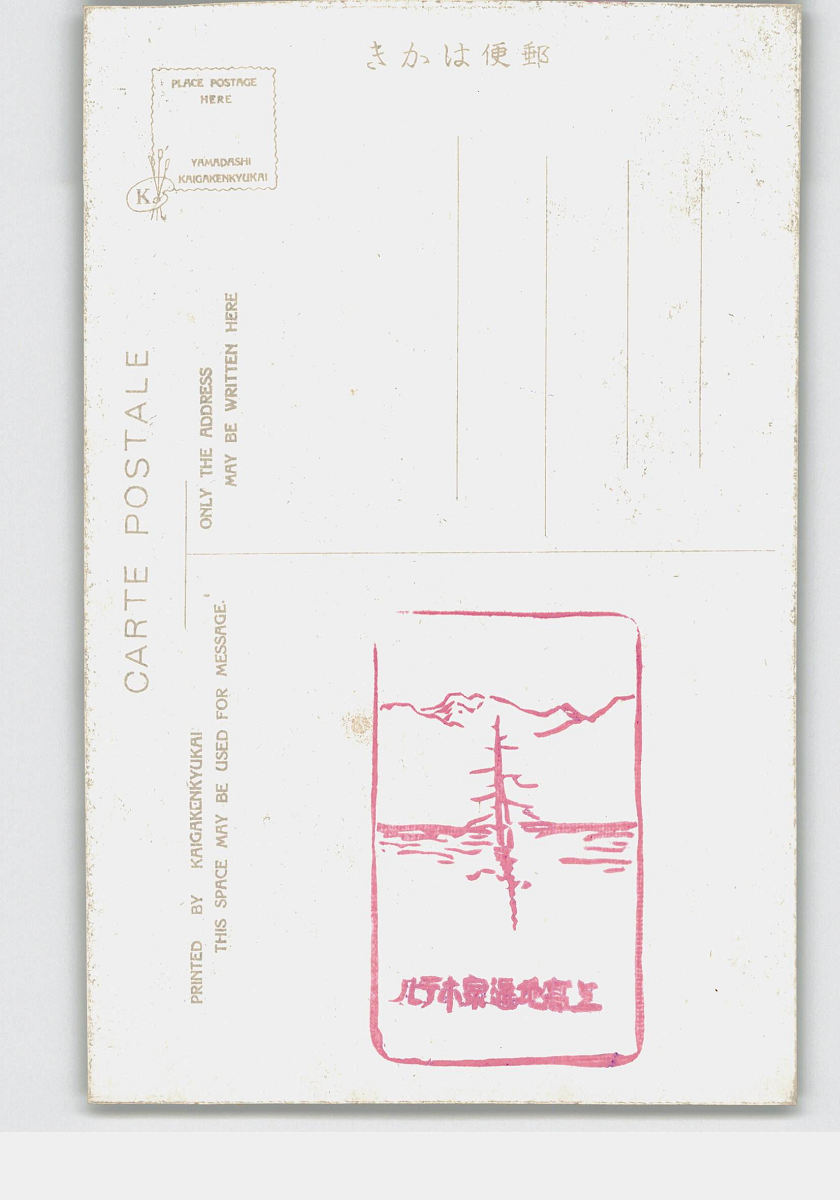 郵便はかき
PLACE POSTAGE
HERE
YAMADASHI
KAIGAKENKYUKAI
K
CARTE POSTALE
ONLY THE ADDRESS
MAY BE WRITTEN HERE
PRINTED BY KAIGAKENKYUKAI
THIS SPACE MAY BE USED FOR MESSAGE.
上高地温泉ホテル